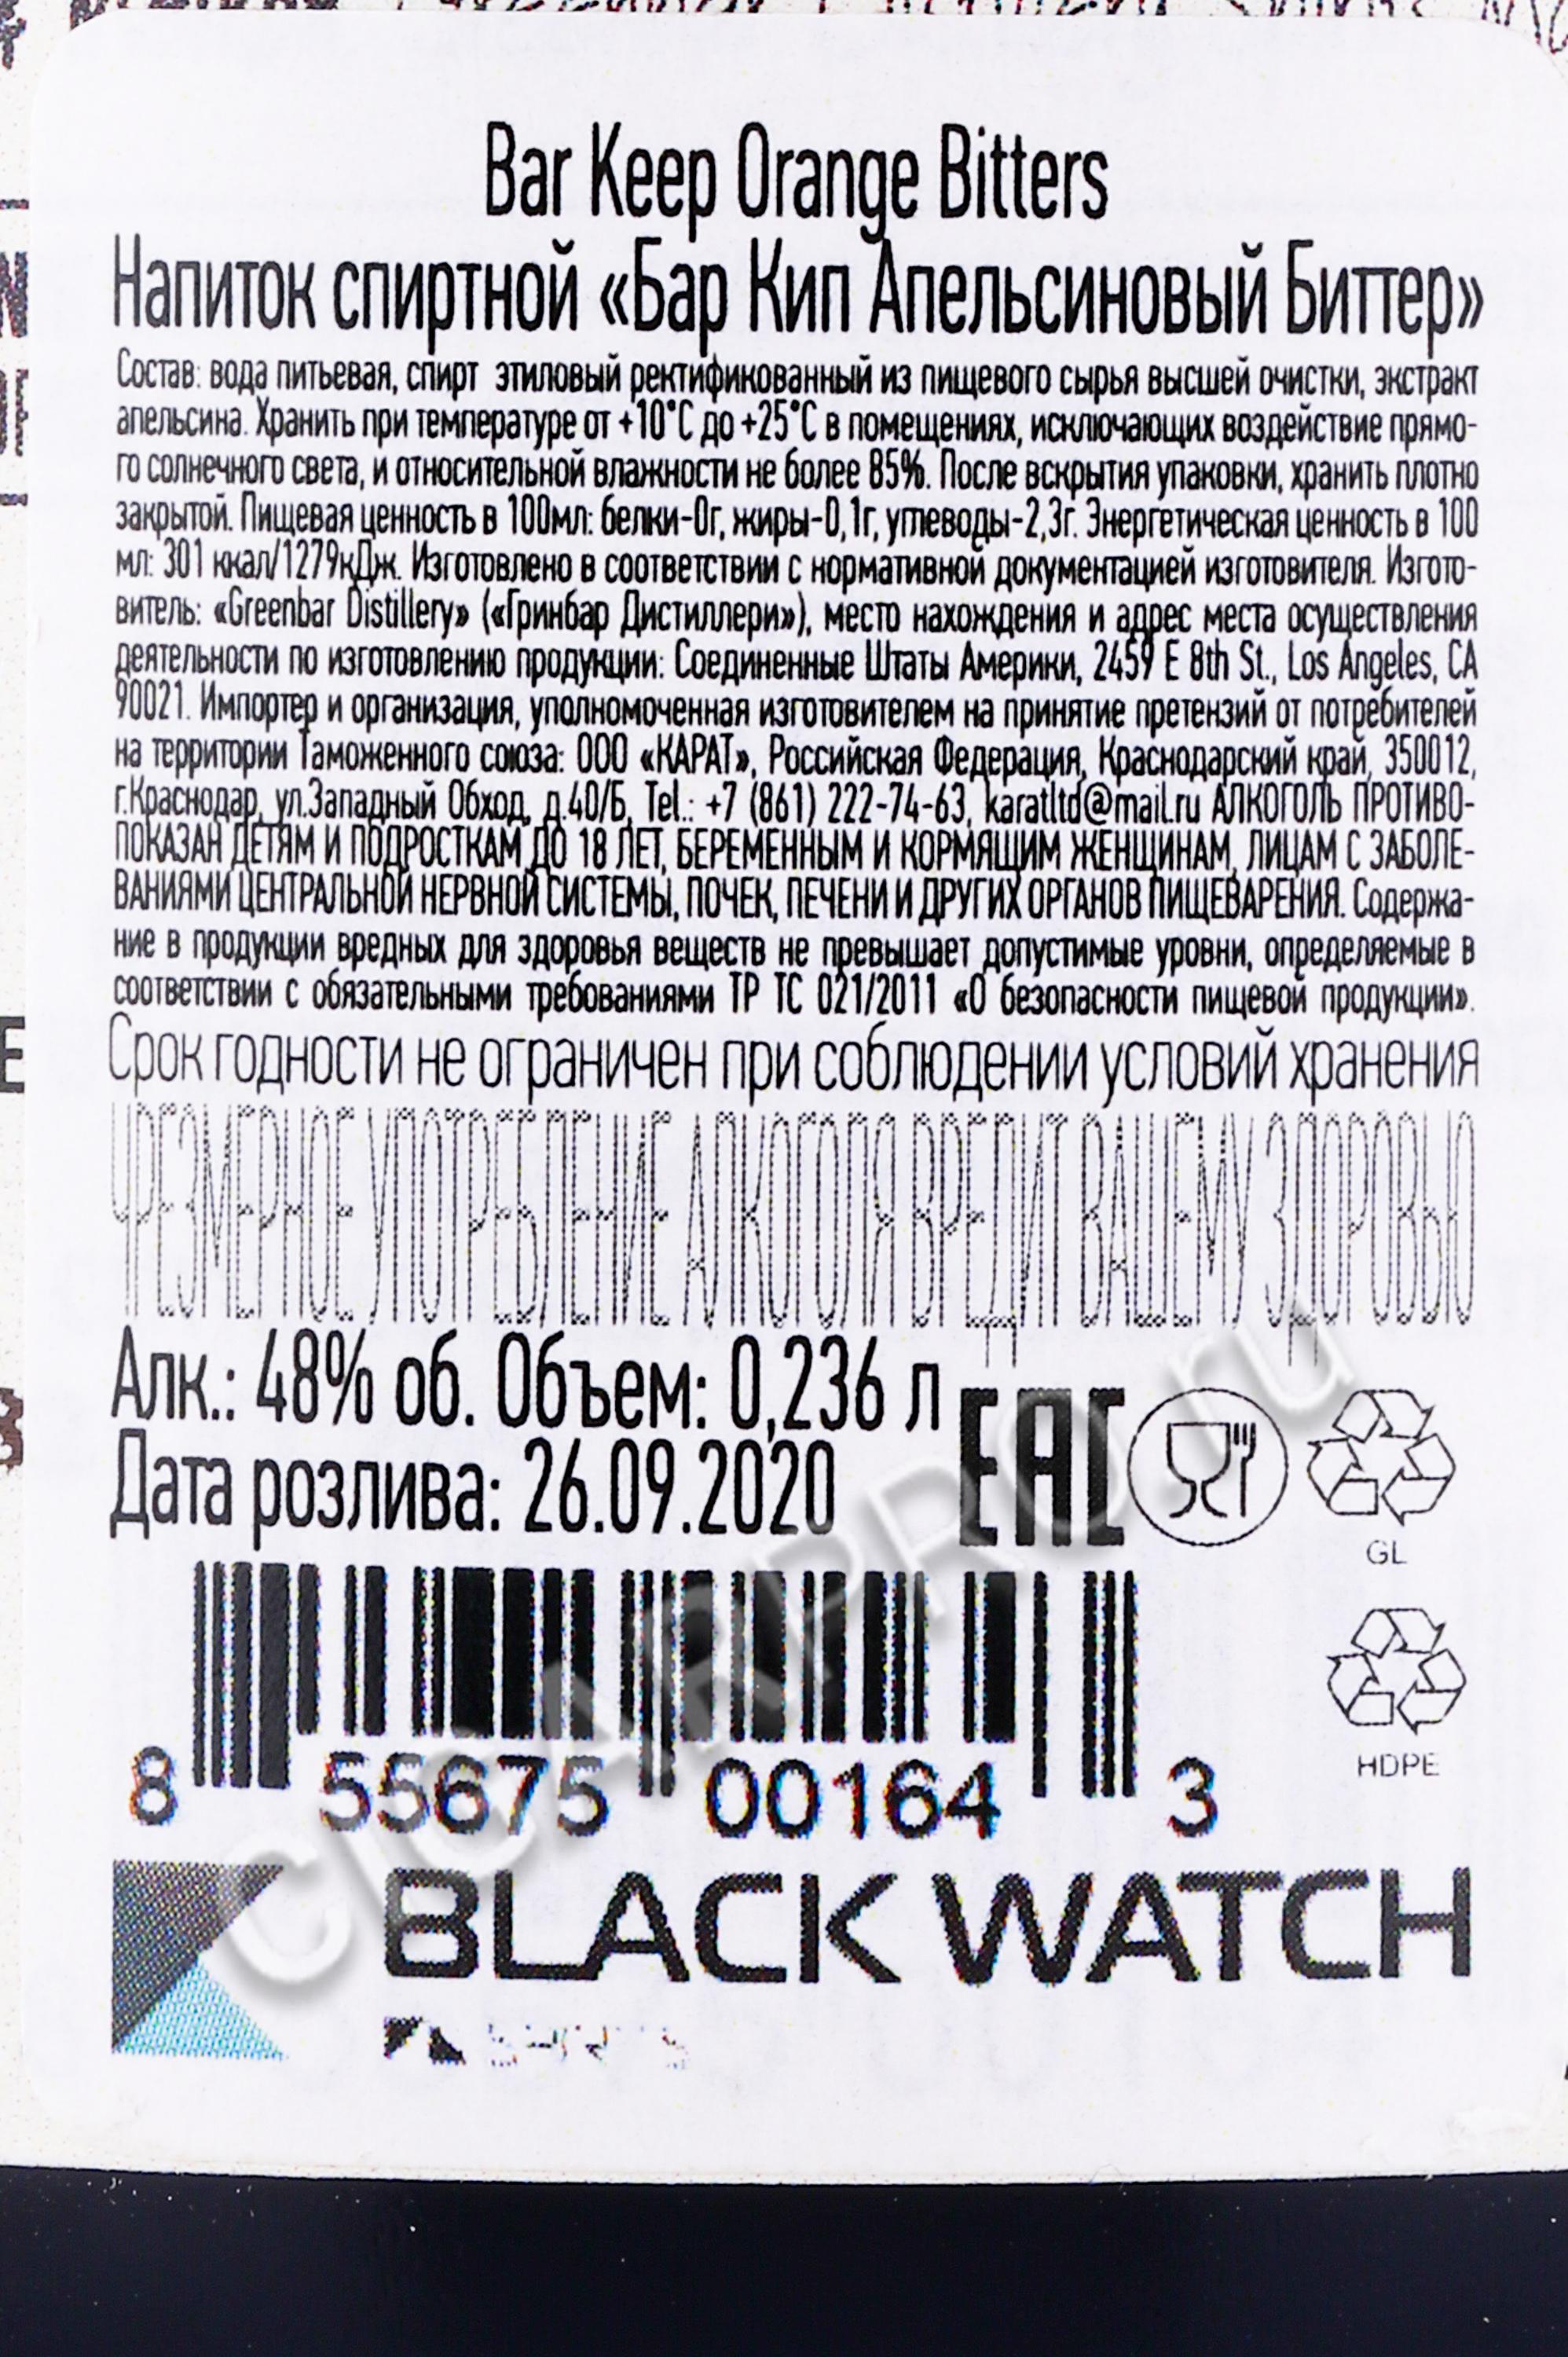 Bar Keep Orange Bitters
Напиток спиртной «Бар Кип Апельсиновый Биттер»
Состав: вода питьевая, спирт этиловый ректификованный из пищевого сырья высшей очистки, экстракт
апельсина. Хранить при температуре от +10°С до +25°С в помещениях, исключающих воздействие прямо-
го солнечного света, и относительной влажности не более 85%. После вскрытия упаковки, хранить плотно
закрытой. Пищевая ценность в 100мл: белки-0г, жиры-0,1г, углеводы-2,3г. Энергетическая ценность в 100
мл: 301 ккал/1279кДж. Изготовлено в соответствии с нормативной документацией изготовителя. Изгото-
витель: «Greenbar Distillery» («Гринбар Дистиллери»), место нахождения и адрес места осуществления
деятельности по изготовлению продукции: Соединенные Штаты Америки, 2459 E 8th St., Los Angeles, CA
90021. Импортер и организация, уполномоченная изготовителем на принятие претензий от потребителей
на территории Таможенного союза: ООО «КАРАТ», Российская Федерация, Краснодарский край, 350012,
г.Краснодар, ул.Западный Обход, д.40/Б, Tel.: +7 (861) 222-74-63, karatltd@mail.ru АЛКОГОЛЬ ПРОТИВО-
ПОКАЗАН ДЕТЯМ И ПОДРОСТКАМ ДО 18 ЛЕТ, БЕРЕМЕННЫМ И КОРМЯЩИМ ЖЕНЩИНАМ, ЛИЦАМ С ЗАБОЛЕ-
ВАНИЯМИ ЦЕНТРАЛЬНОЙ НЕРВНОЙ СИСТЕМЫ, ПОЧЕК, ПЕЧЕНИ И ДРУГИХ ОРГАНОВ ПИЩЕВАРЕНИЯ. Содержа-
ние в продукции вредных для здоровья веществ не превышает допустимые уровни, определяемые в
соответствии с обязательными требованиями ТР ТС 021/2011 «О безопасности пищевой продукции».
Срок годности не ограничен при соблюдении условий хранения
ЧРЕЗМЕРНОЕ УПОТРЕБЛЕНИЕ АЛКОГОЛЯ ВРЕДИТ ВАШЕМУ ЗДОРОВЬЮ
Алк.: 48% об. Объем: 0,236 л
Дата розлива: 26.09.2020
EAC
GL
HDPE
8 55675 00164 3
BLACK WATCH
CIGARPRO.ru